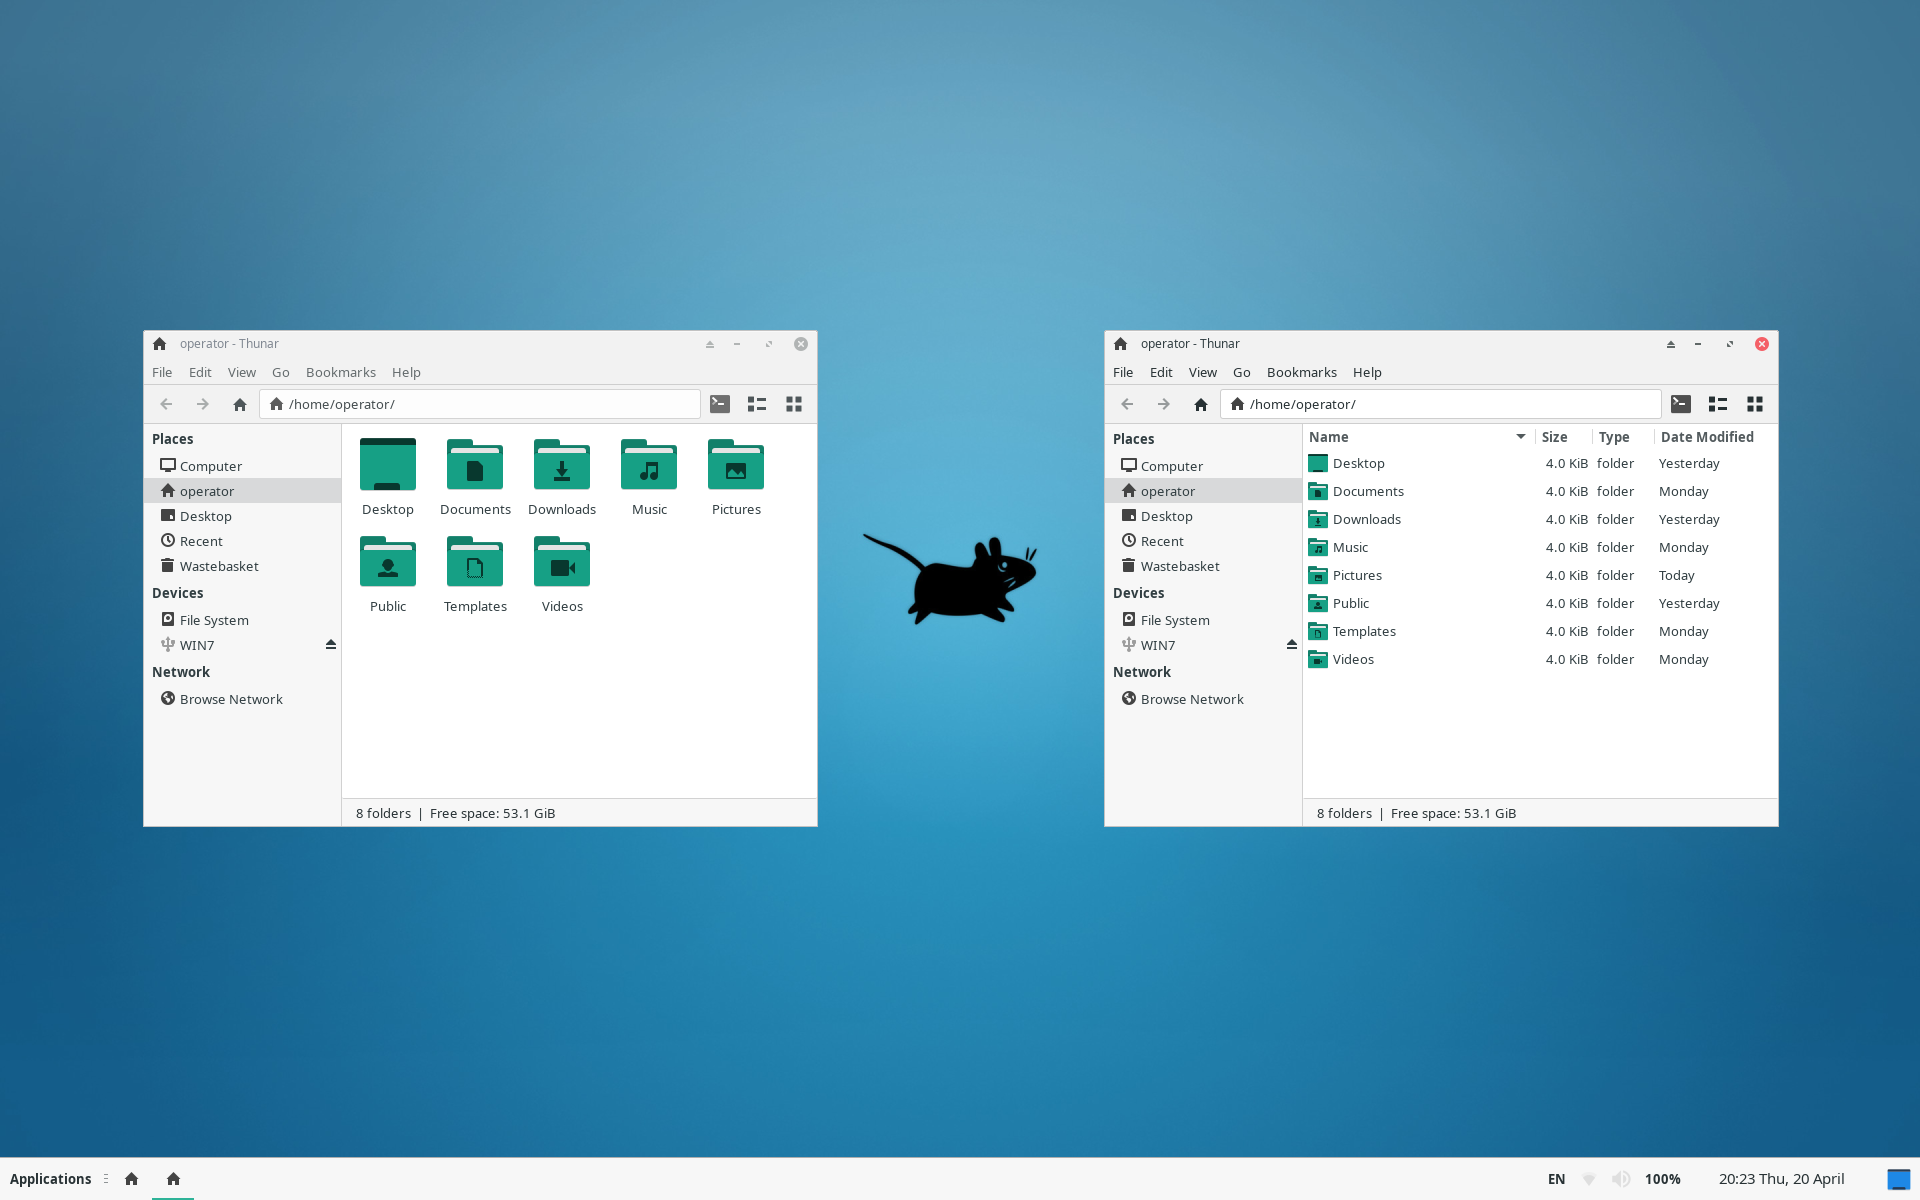 operator - Thunar
File Edit View Go Bookmarks Help
/home/operator/
Places
Computer
operator
Desktop
Recent
Wastebasket
Devices
File System
WIN7
Network
Browse Network
Desktop Documents Downloads Music Pictures
Public Templates Videos
8 folders | Free space: 53.1 GiB
operator - Thunar
File Edit View Go Bookmarks Help
/home/operator/
Places
Computer
operator
Desktop
Recent
Wastebasket
Devices
File System
WIN7
Network
Browse Network
Name Size Type Date Modified
Desktop 4.0 KiB folder Yesterday
Documents 4.0 KiB folder Monday
Downloads 4.0 KiB folder Yesterday
Music 4.0 KiB folder Monday
Pictures 4.0 KiB folder Today
Public 4.0 KiB folder Yesterday
Templates 4.0 KiB folder Monday
Videos 4.0 KiB folder Monday
8 folders | Free space: 53.1 GiB
Applications EN 100% 20:23 Thu, 20 April